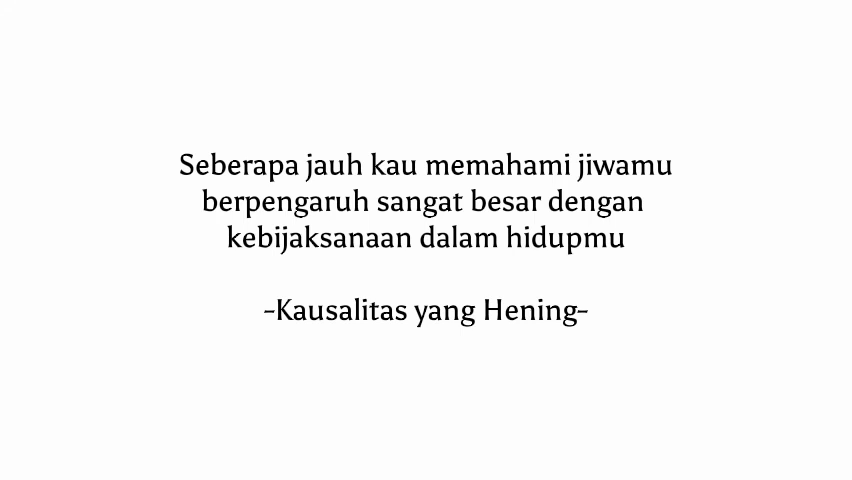 Seberapa jauh kau memahami jiwamu
berpengaruh sangat besar dengan
kebijaksanaan dalam hidupmu
-Kausalitas yang Hening-